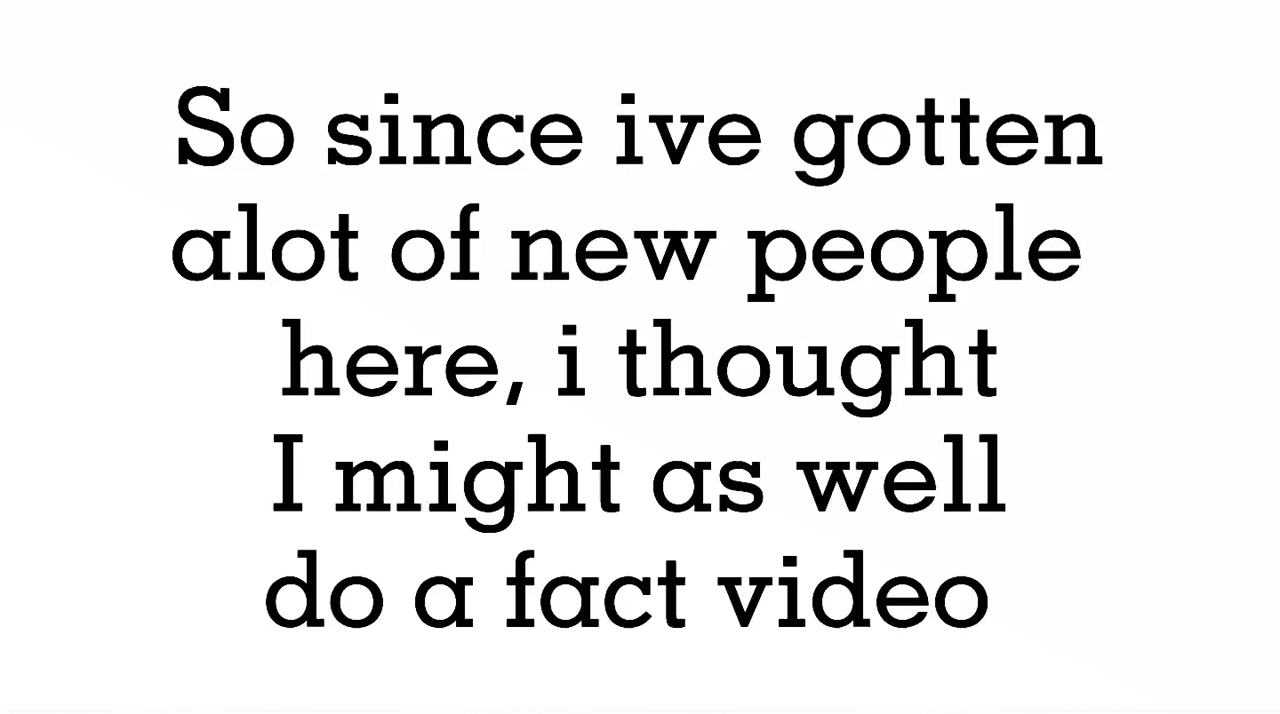 So since ive gotten
alot of new people
here, i thought
I might as well
do a fact video